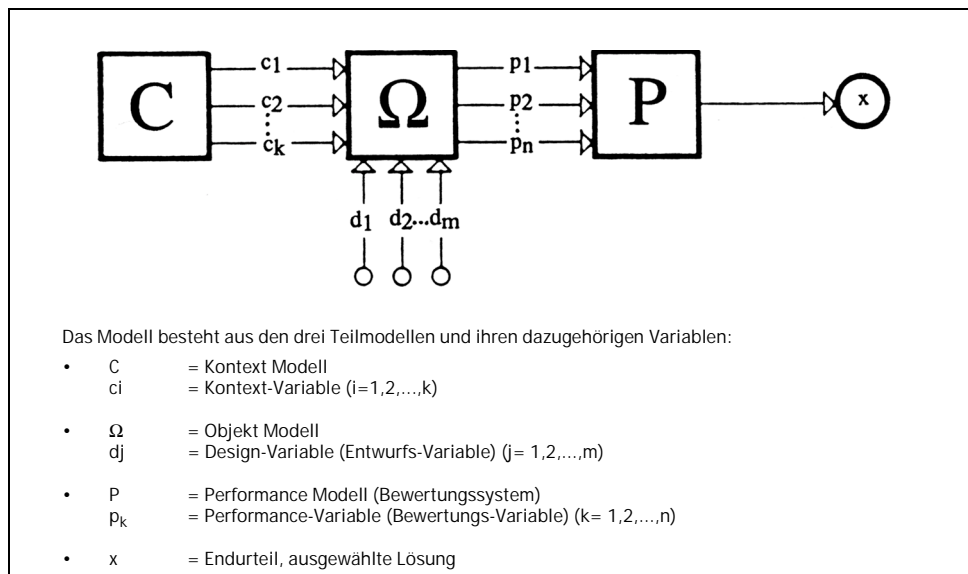 C c1 Ω p1 P x
c2 p2
ck pn
d1 d2...dm
Das Modell besteht aus den drei Teilmodellen und ihren dazugehörigen Variablen:
• C = Kontext Modell
ci = Kontext-Variable (i=1,2,...,k)
• Ω = Objekt Modell
dj = Design-Variable (Entwurfs-Variable) (j= 1,2,...,m)
• P = Performance Modell (Bewertungssystem)
pk = Performance-Variable (Bewertungs-Variable) (k= 1,2,...,n)
• x = Endurteil, ausgewählte Lösung